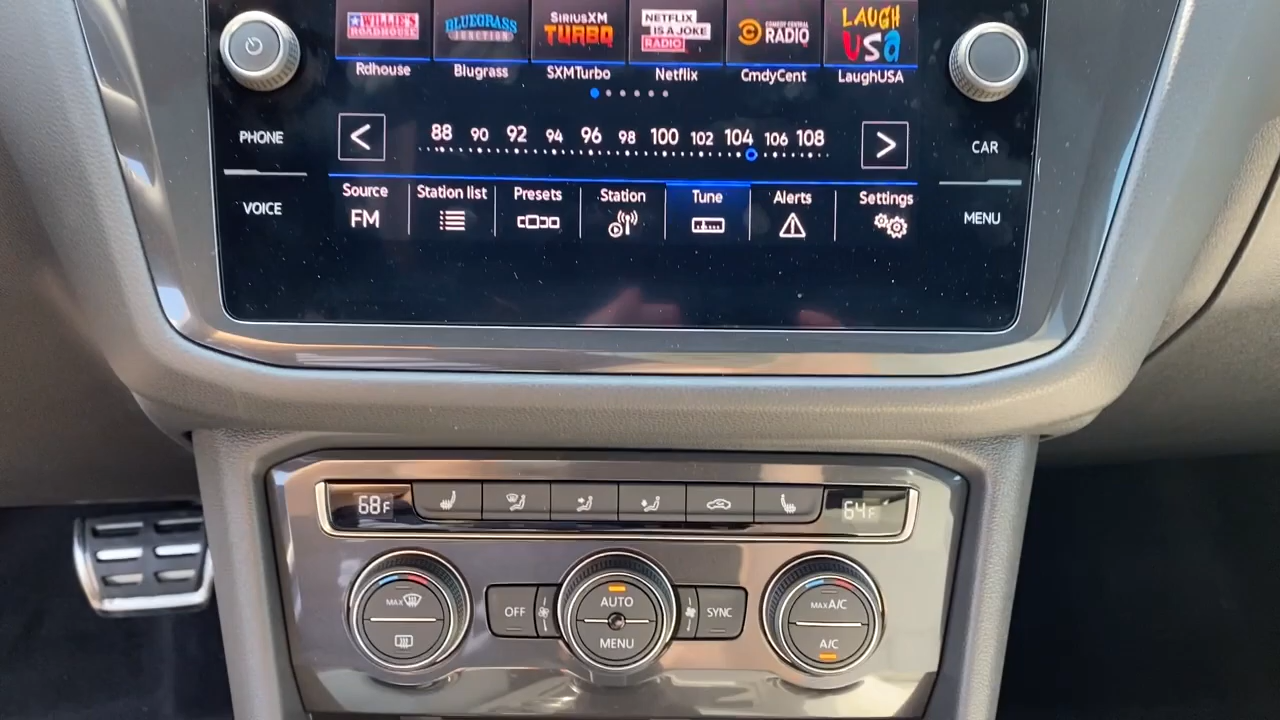 WILLIE'S
ROADHOUSE
BLUEGRASS
JUNCTION
SIRIUSXM
TURBO
NETFLIX
IS A JOKE
RADIO
COMEDY CENTRAL
RADIO
LAUGH
USA
Rdhouse Blugrass SXMTurbo Netflix CmdyCent LaughUSA
PHONE
< 88 90 92 94 96 98 100 102 104 106 108 >
CAR
Source Station list Presets Station Tune Alerts Settings
FM
VOICE
MENU
68F
64F
MAX
OFF
AUTO
MENU
SYNC
MAX A/C
A/C